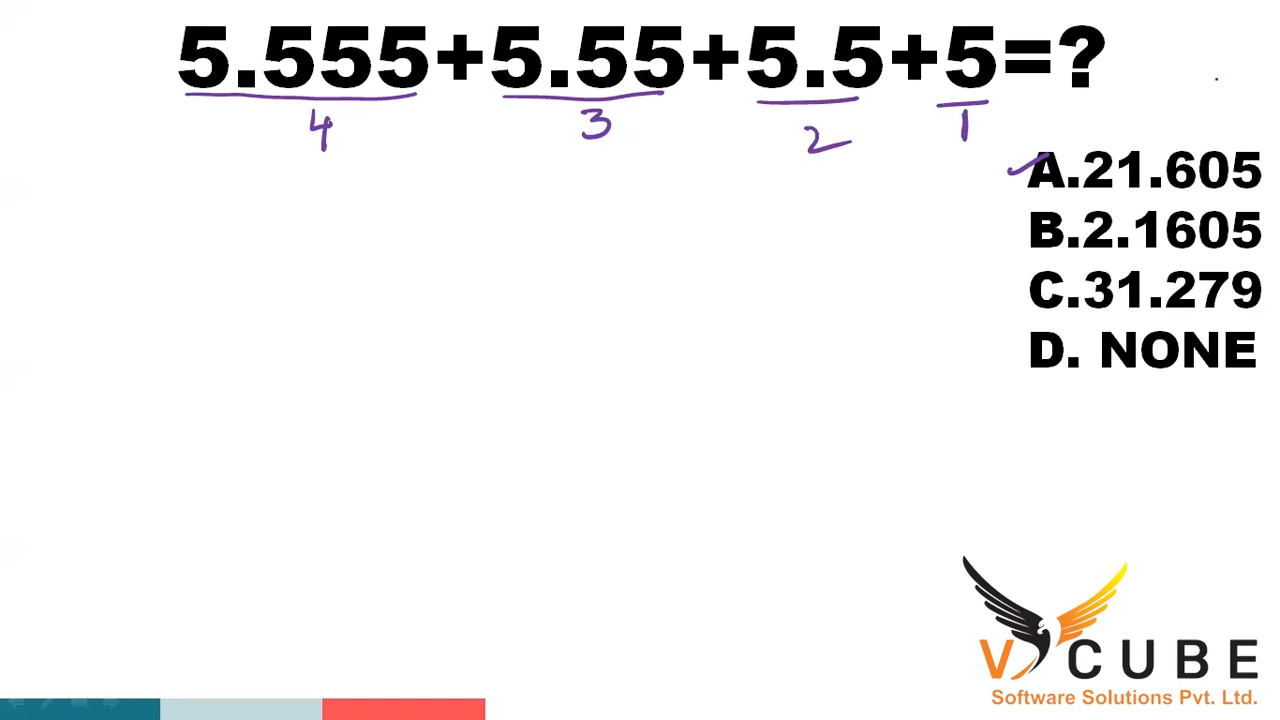 5.555+5.55+5.5+5=?
4 3 2 1
A.21.605
B.2.1605
C.31.279
D. NONE
V CUBE
Software Solutions Pvt. Ltd.